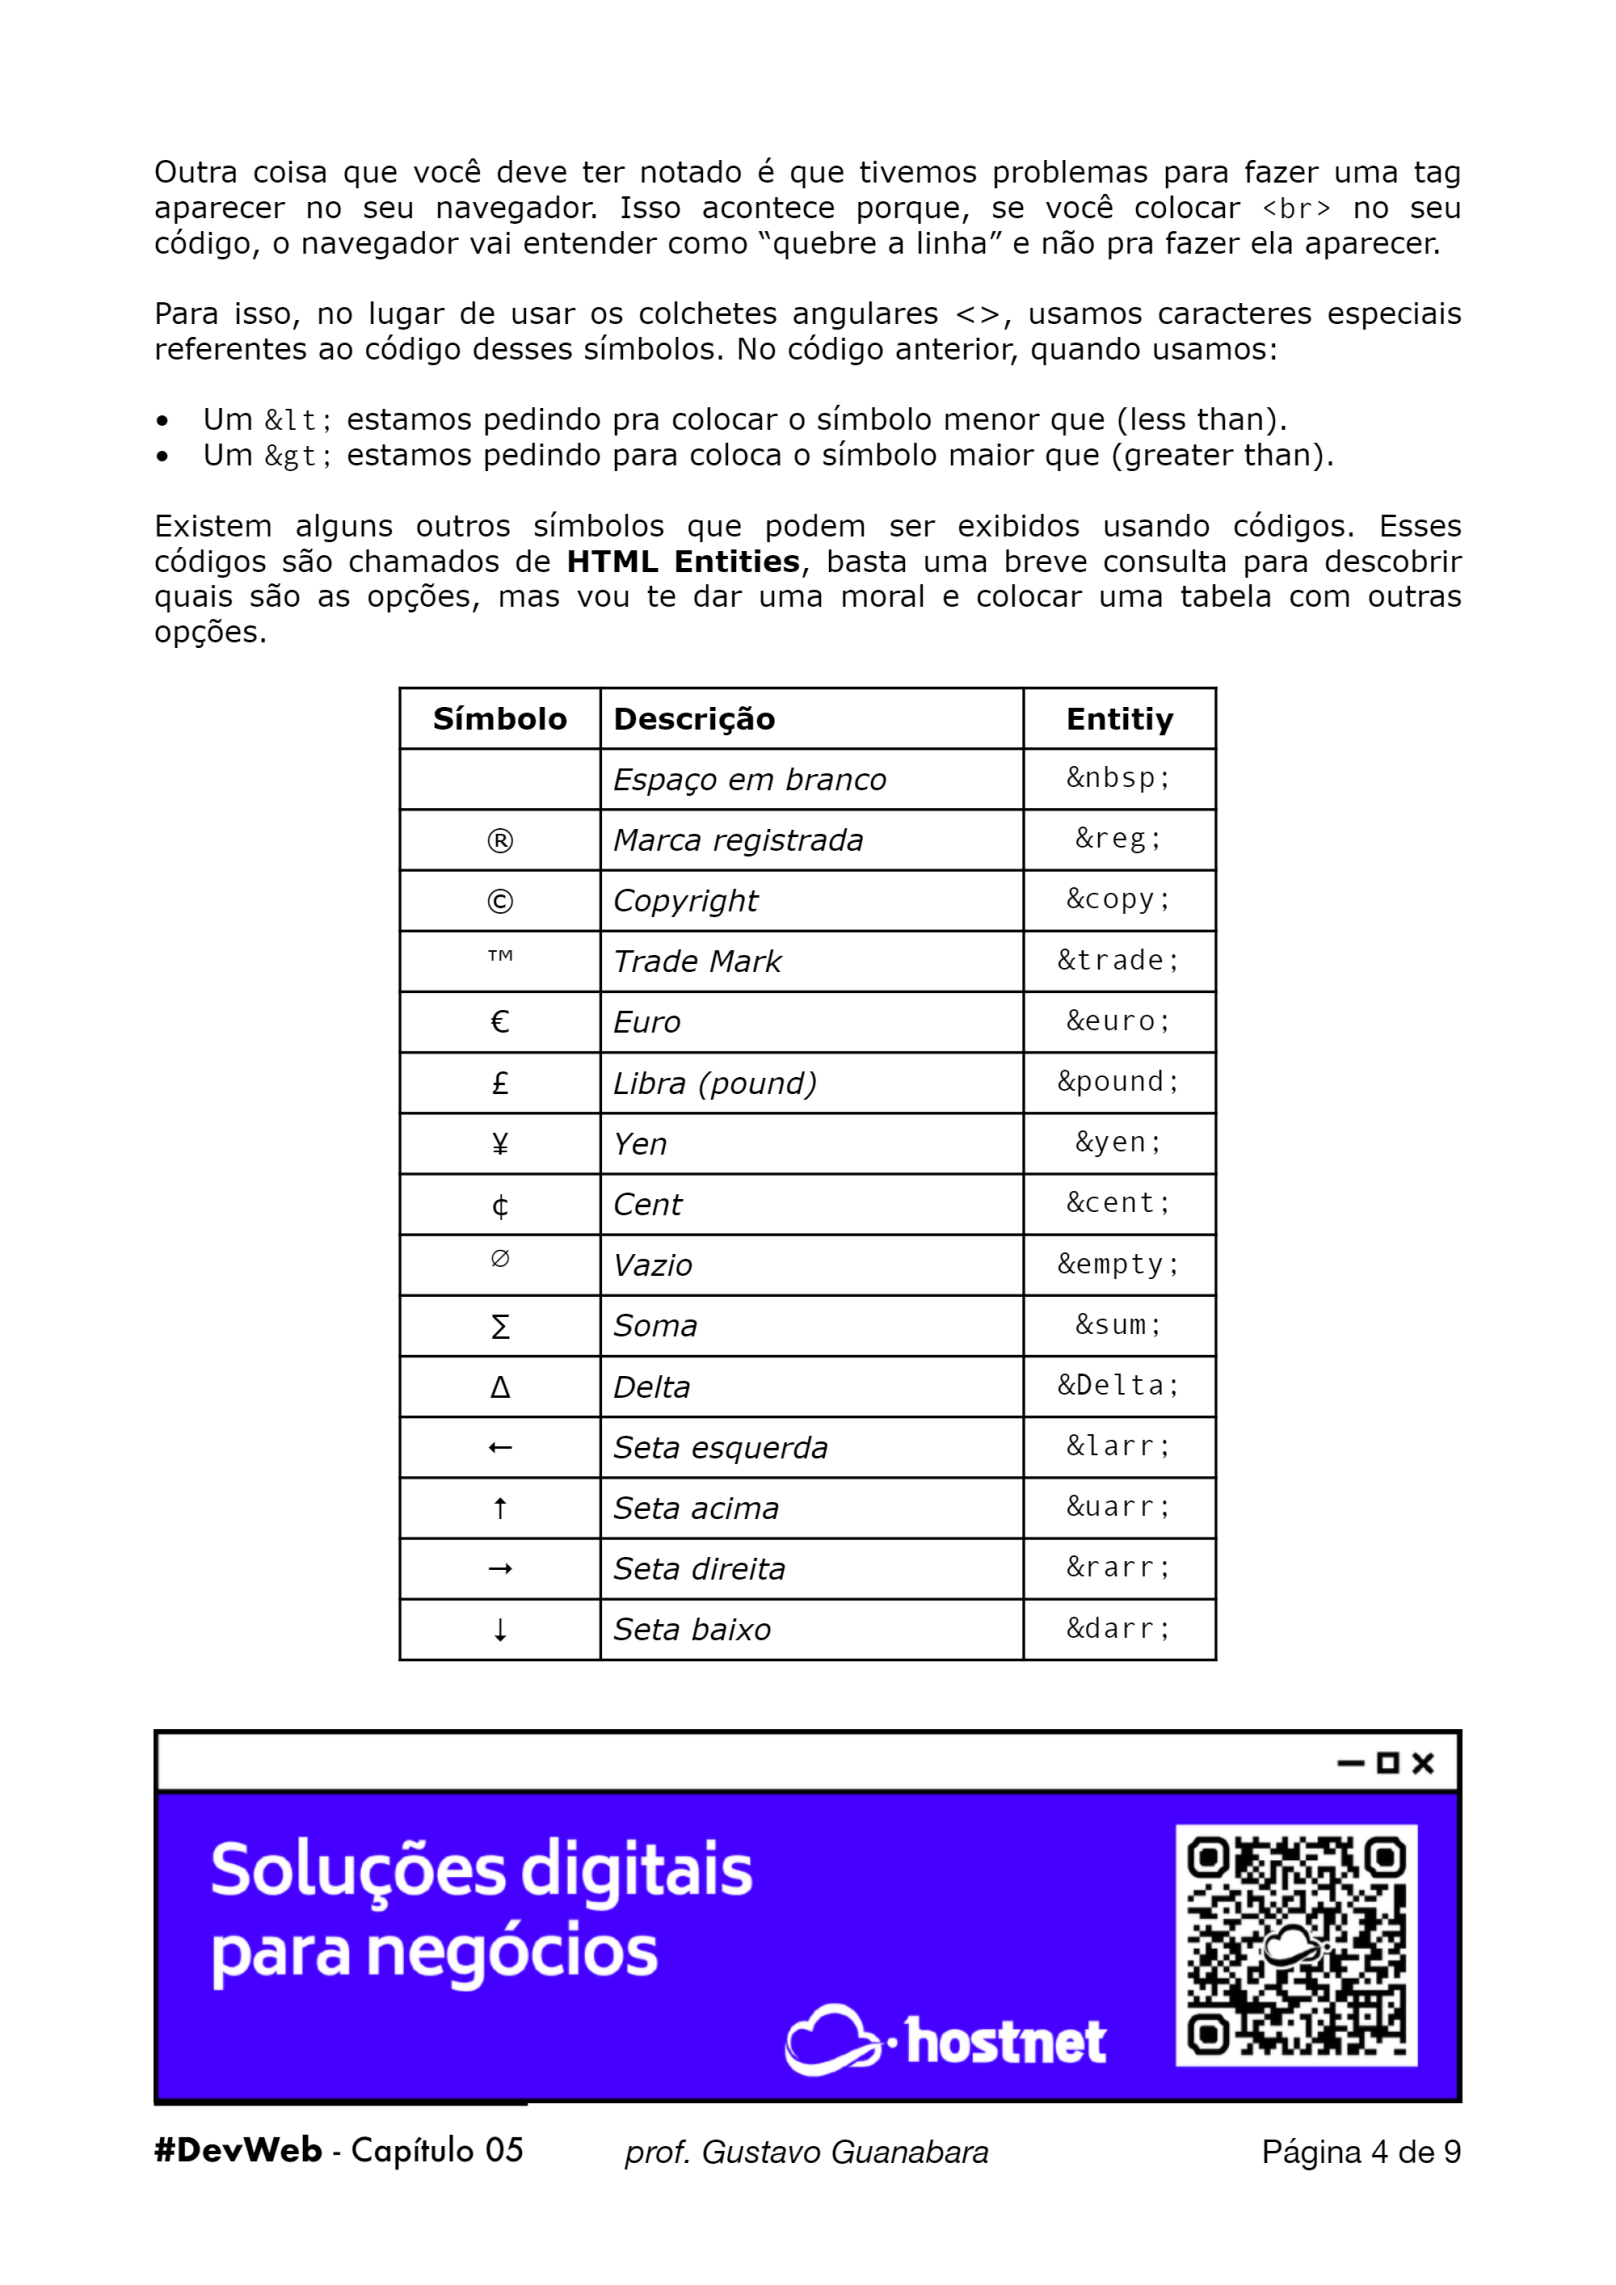 Outra coisa que você deve ter notado é que tivemos problemas para fazer uma tag
aparecer no seu navegador. Isso acontece porque, se você colocar <br> no seu
código, o navegador vai entender como “quebre a linha” e não pra fazer ela aparecer.
Para isso, no lugar de usar os colchetes angulares <>, usamos caracteres especiais
referentes ao código desses símbolos. No código anterior, quando usamos:
• Um &lt; estamos pedindo pra colocar o símbolo menor que (less than).
• Um &gt; estamos pedindo para coloca o símbolo maior que (greater than).
Existem alguns outros símbolos que podem ser exibidos usando códigos. Esses
códigos são chamados de HTML Entities, basta uma breve consulta para descobrir
quais são as opções, mas vou te dar uma moral e colocar uma tabela com outras
opções.
Símbolo Descrição Entitiy
Espaço em branco &nbsp;
® Marca registrada &reg;
© Copyright &copy;
™ Trade Mark &trade;
€ Euro &euro;
£ Libra (pound) &pound;
¥ Yen &yen;
¢ Cent &cent;
∅ Vazio &empty;
∑ Soma &sum;
Δ Delta &Delta;
← Seta esquerda &larr;
↑ Seta acima &uarr;
→ Seta direita &rarr;
↓ Seta baixo &darr;
Soluções digitais
para negócios
hostnet
#DevWeb - Capítulo 05 prof. Gustavo Guanabara Página 4 de 9